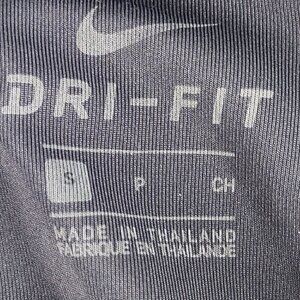 DRI-FIT
S P CH
MADE IN THAILAND
FABRIQUE EN THAILANDE